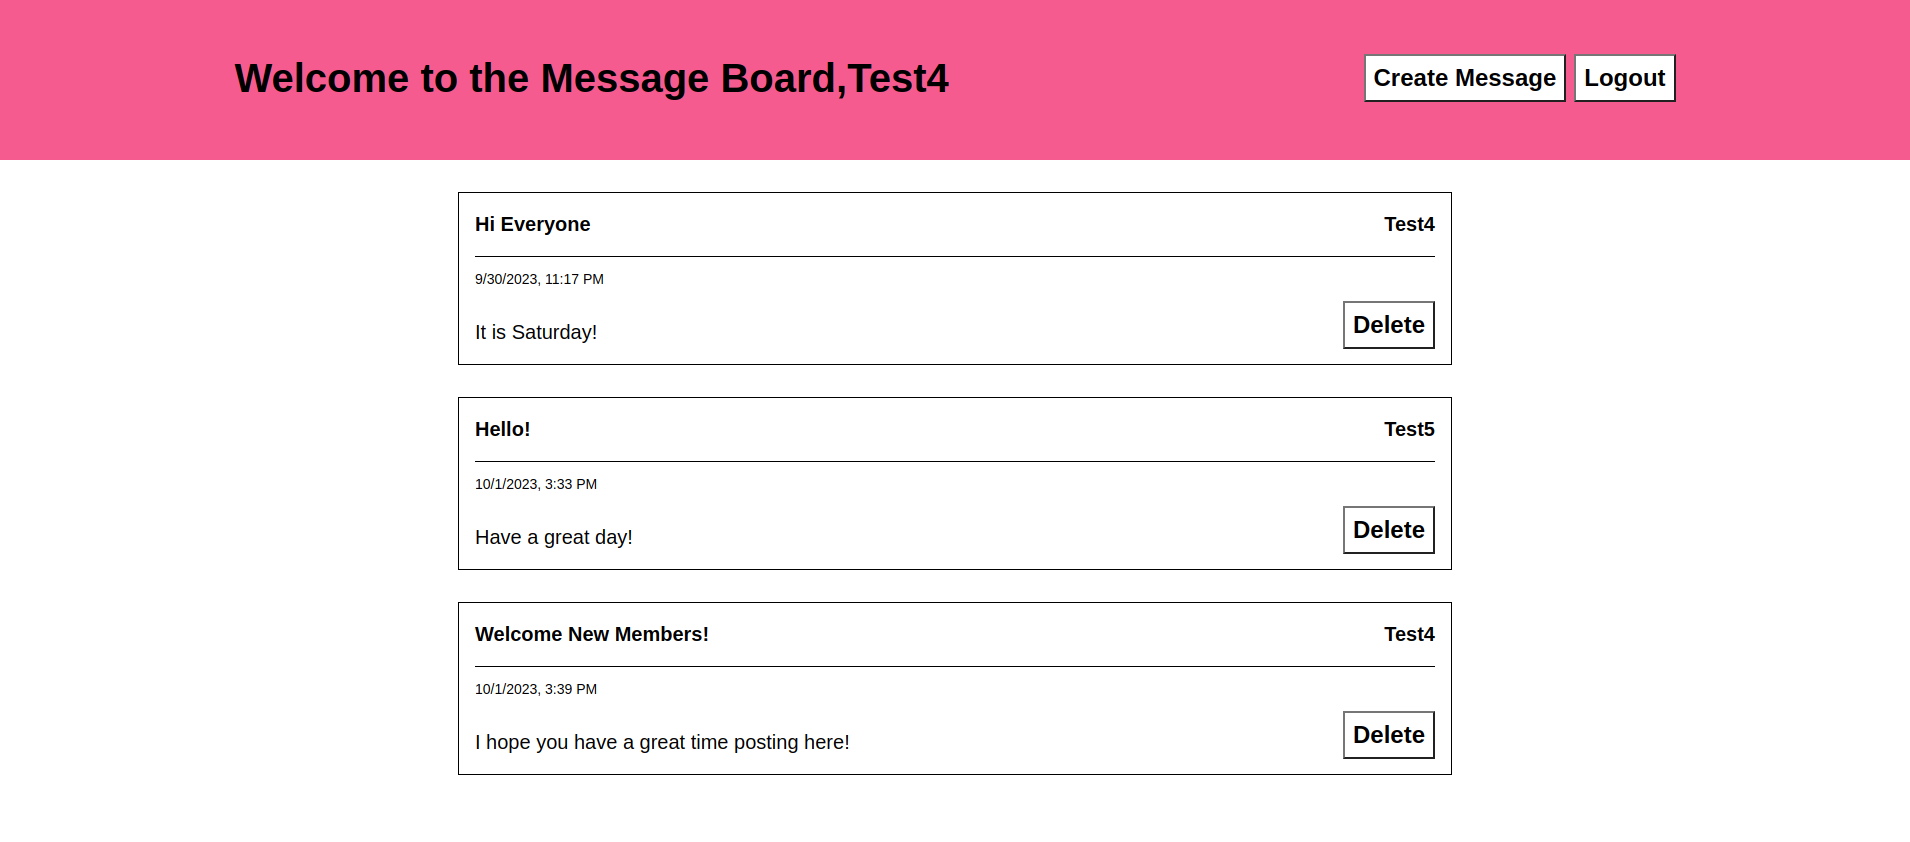 Welcome to the Message Board,Test4
Create Message
Logout
Hi Everyone
Test4
9/30/2023, 11:17 PM
It is Saturday!
Delete
Hello!
Test5
10/1/2023, 3:33 PM
Have a great day!
Delete
Welcome New Members!
Test4
10/1/2023, 3:39 PM
I hope you have a great time posting here!
Delete